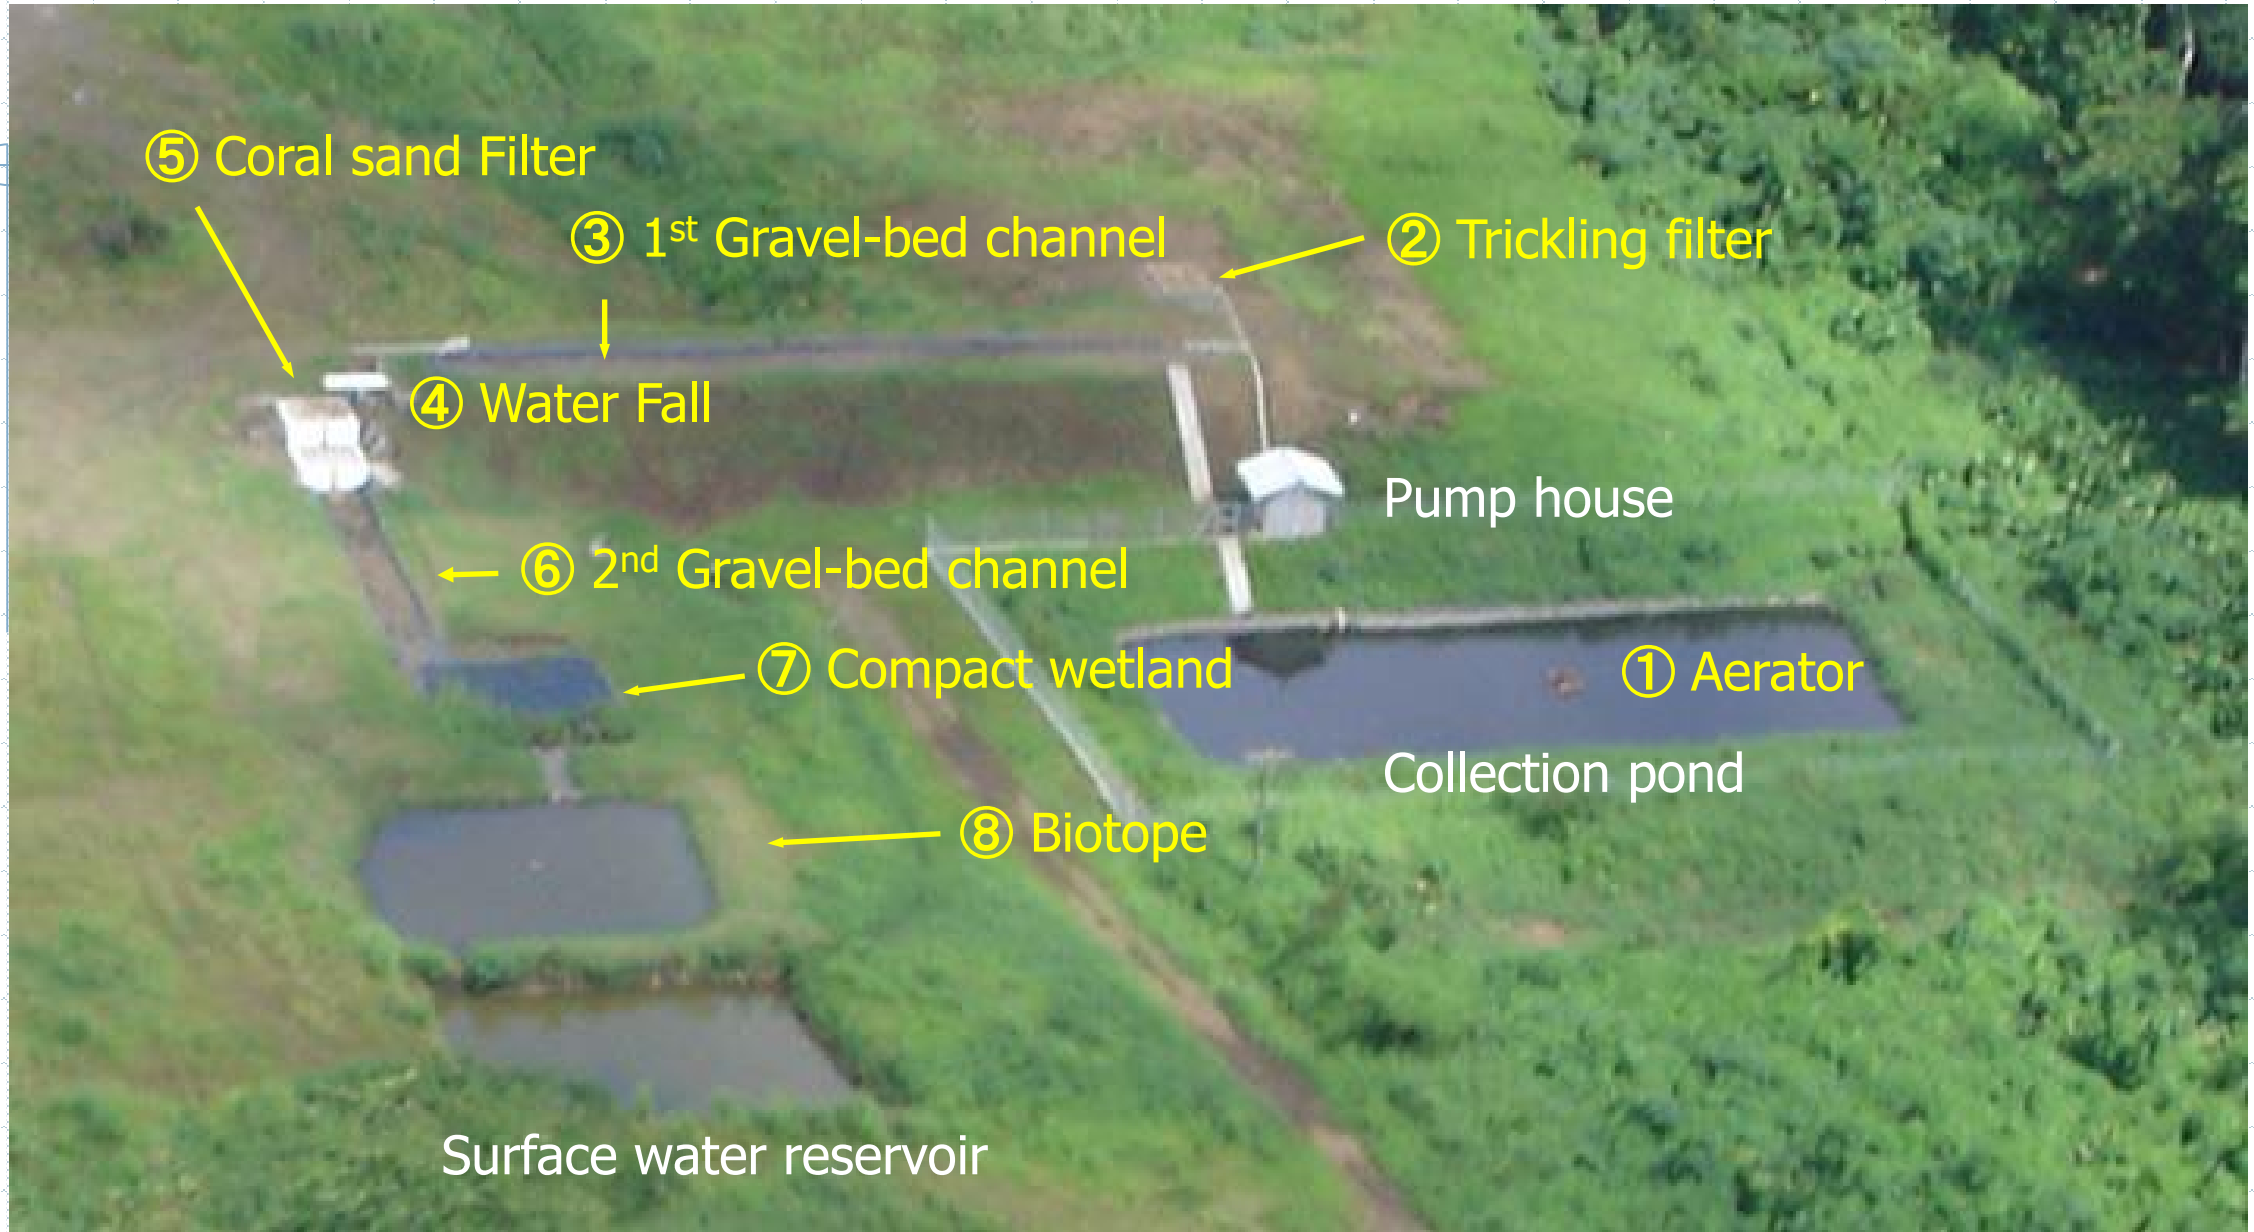 ⑤ Coral sand Filter
③ 1st Gravel-bed channel
② Trickling filter
④ Water Fall
Pump house
⑥ 2nd Gravel-bed channel
⑦ Compact wetland
① Aerator
Collection pond
⑧ Biotope
Surface water reservoir